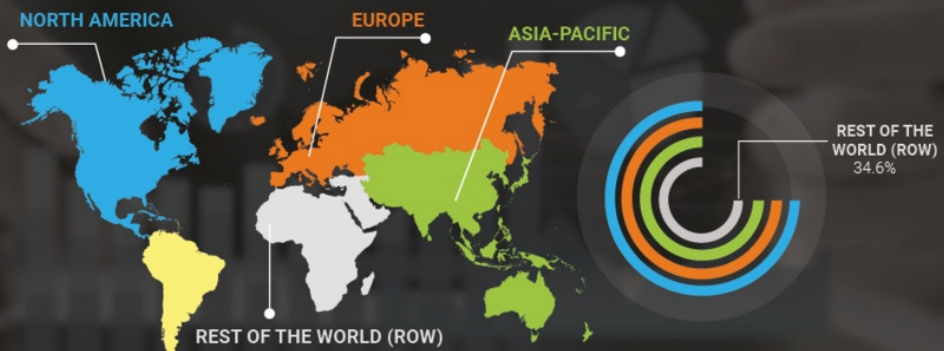 NORTH AMERICA
EUROPE
ASIA-PACIFIC
REST OF THE WORLD (ROW)
REST OF THE
WORLD (ROW)
34.6%